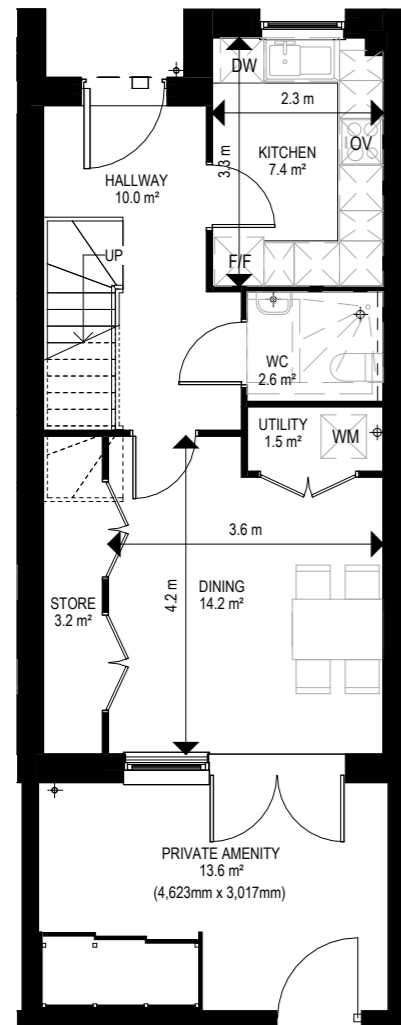 DW
2.3 m
OV
KITCHEN
7.4 m²
3.3 m
HALLWAY
10.0 m²
F/F
UP
WC
2.6 m²
UTILITY
1.5 m²
WM
3.6 m
4.2 m
DINING
14.2 m²
STORE
3.2 m²
PRIVATE AMENITY
13.6 m²
(4,623mm x 3,017mm)